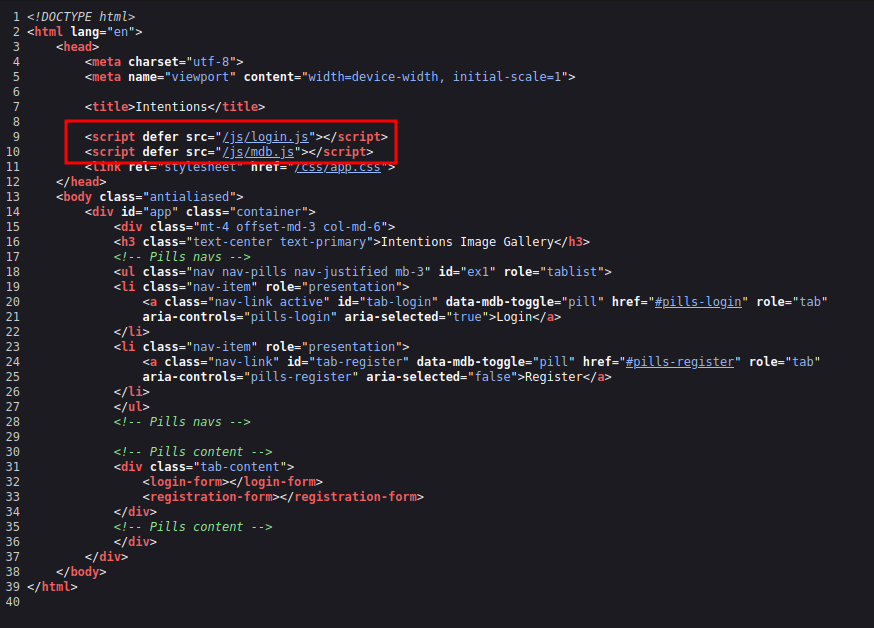 1 <!DOCTYPE html>
2 <html lang="en">
3     <head>
4         <meta charset="utf-8">
5         <meta name="viewport" content="width=device-width, initial-scale=1">
6
7         <title>Intentions</title>
8
9         <script defer src="/js/login.js"></script>
10         <script defer src="/js/mdb.js"></script>
11         <link rel="stylesheet" href="/css/app.css">
12     </head>
13     <body class="antialiased">
14         <div id="app" class="container">
15             <div class="mt-4 offset-md-3 col-md-6">
16             <h3 class="text-center text-primary">Intentions Image Gallery</h3>
17             <!-- Pills navs -->
18             <ul class="nav nav-pills nav-justified mb-3" id="ex1" role="tablist">
19             <li class="nav-item" role="presentation">
20                 <a class="nav-link active" id="tab-login" data-mdb-toggle="pill" href="#pills-login" role="tab"
21                 aria-controls="pills-login" aria-selected="true">Login</a>
22             </li>
23             <li class="nav-item" role="presentation">
24                 <a class="nav-link" id="tab-register" data-mdb-toggle="pill" href="#pills-register" role="tab"
25                 aria-controls="pills-register" aria-selected="false">Register</a>
26             </li>
27             </ul>
28             <!-- Pills navs -->
29
30             <!-- Pills content -->
31             <div class="tab-content">
32                 <login-form></login-form>
33                 <registration-form></registration-form>
34             </div>
35             <!-- Pills content -->
36             </div>
37         </div>
38     </body>
39 </html>
40